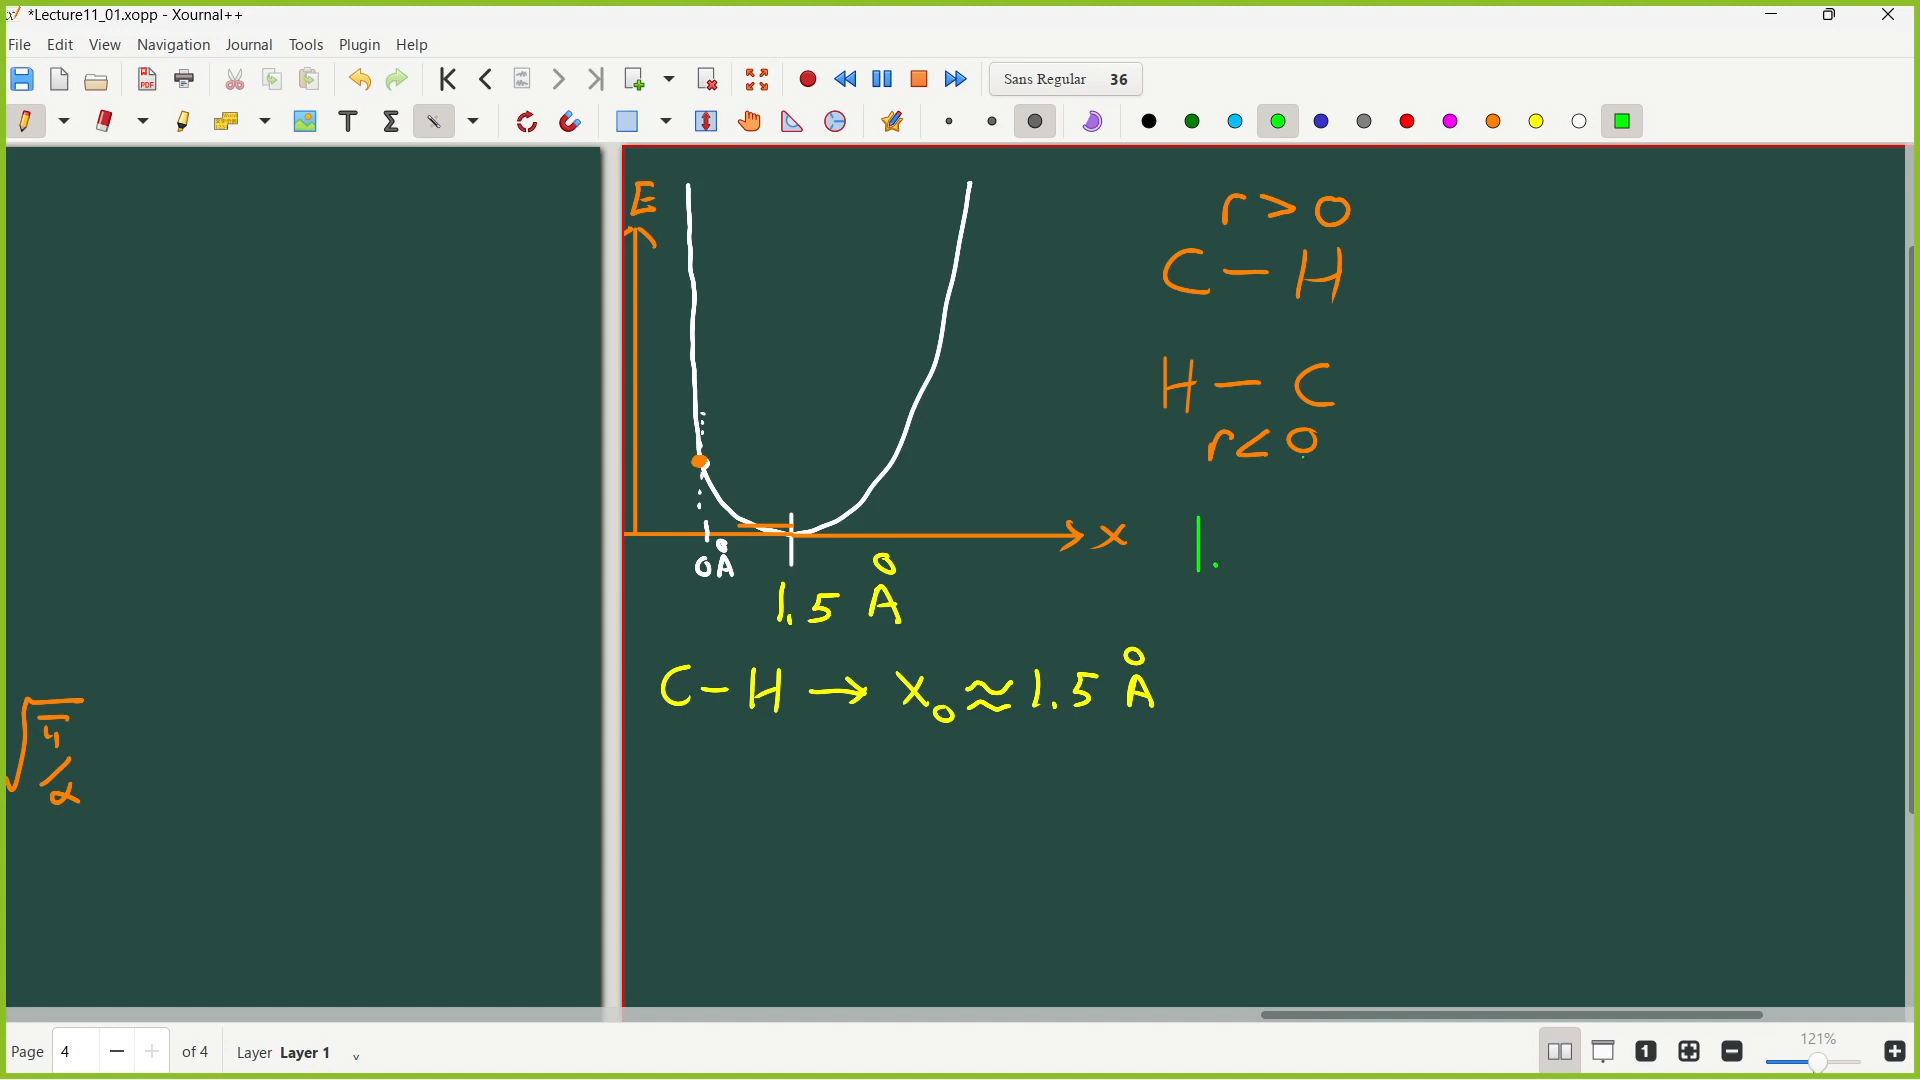 *Lecture11_01.xopp - Xournal++
File Edit View Navigation Journal Tools Plugin Help
Sans Regular 36
E
r > 0
C – H
H – C
r < 0
x
0Å
1.5 Å
1.
C – H → x₀ ≈ 1.5 Å
Page 4 of 4 Layer Layer 1
121%